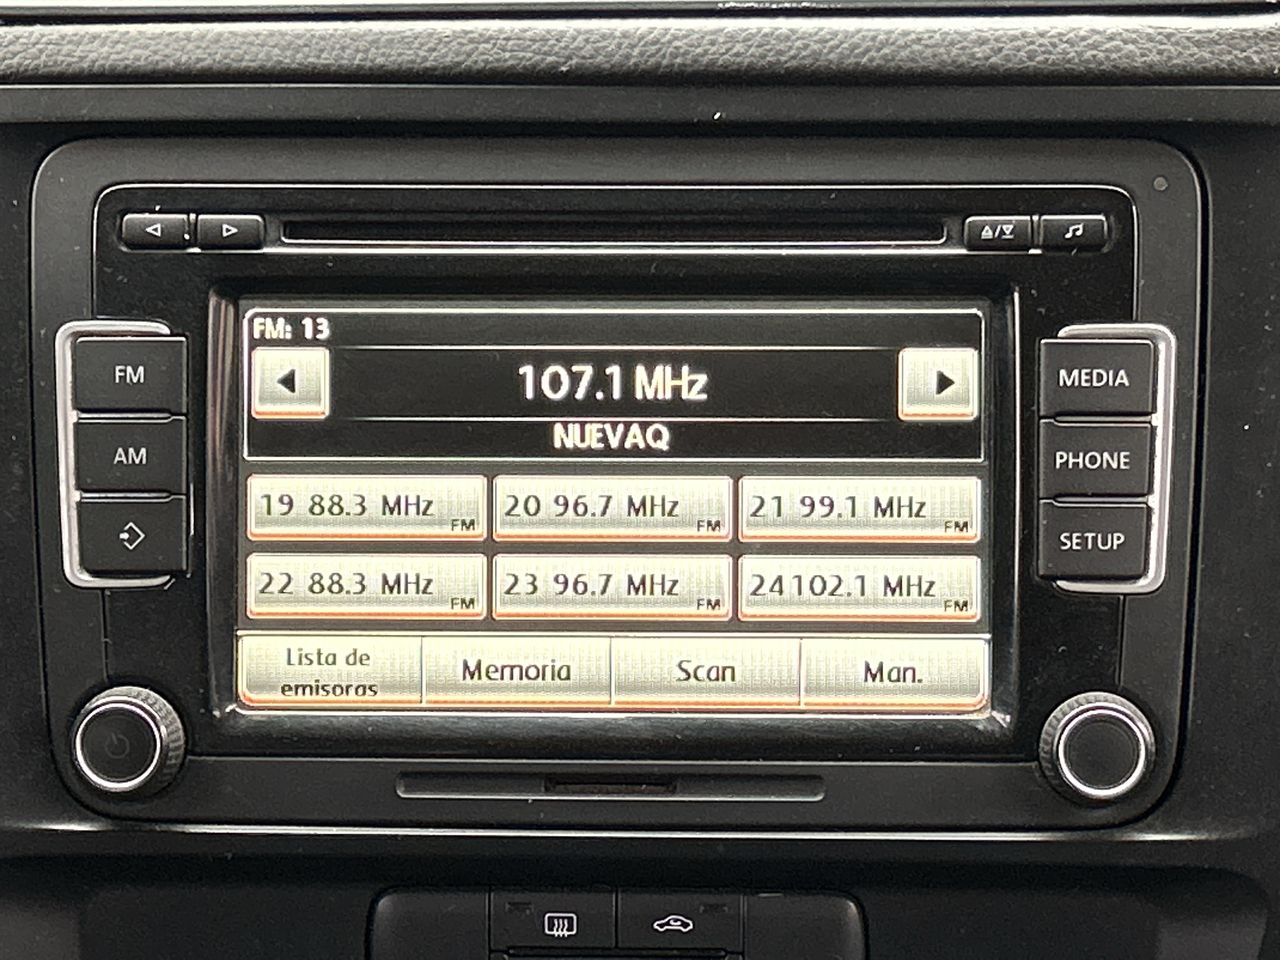 FM: 13
107.1 MHz
NUEVAQ
FM
AM
MEDIA
PHONE
SETUP
19 88.3 MHz FM
20 96.7 MHz FM
21 99.1 MHz FM
22 88.3 MHz FM
23 96.7 MHz FM
24 102.1 MHz FM
Lista de
emisoras
Memoria
Scan
Man.